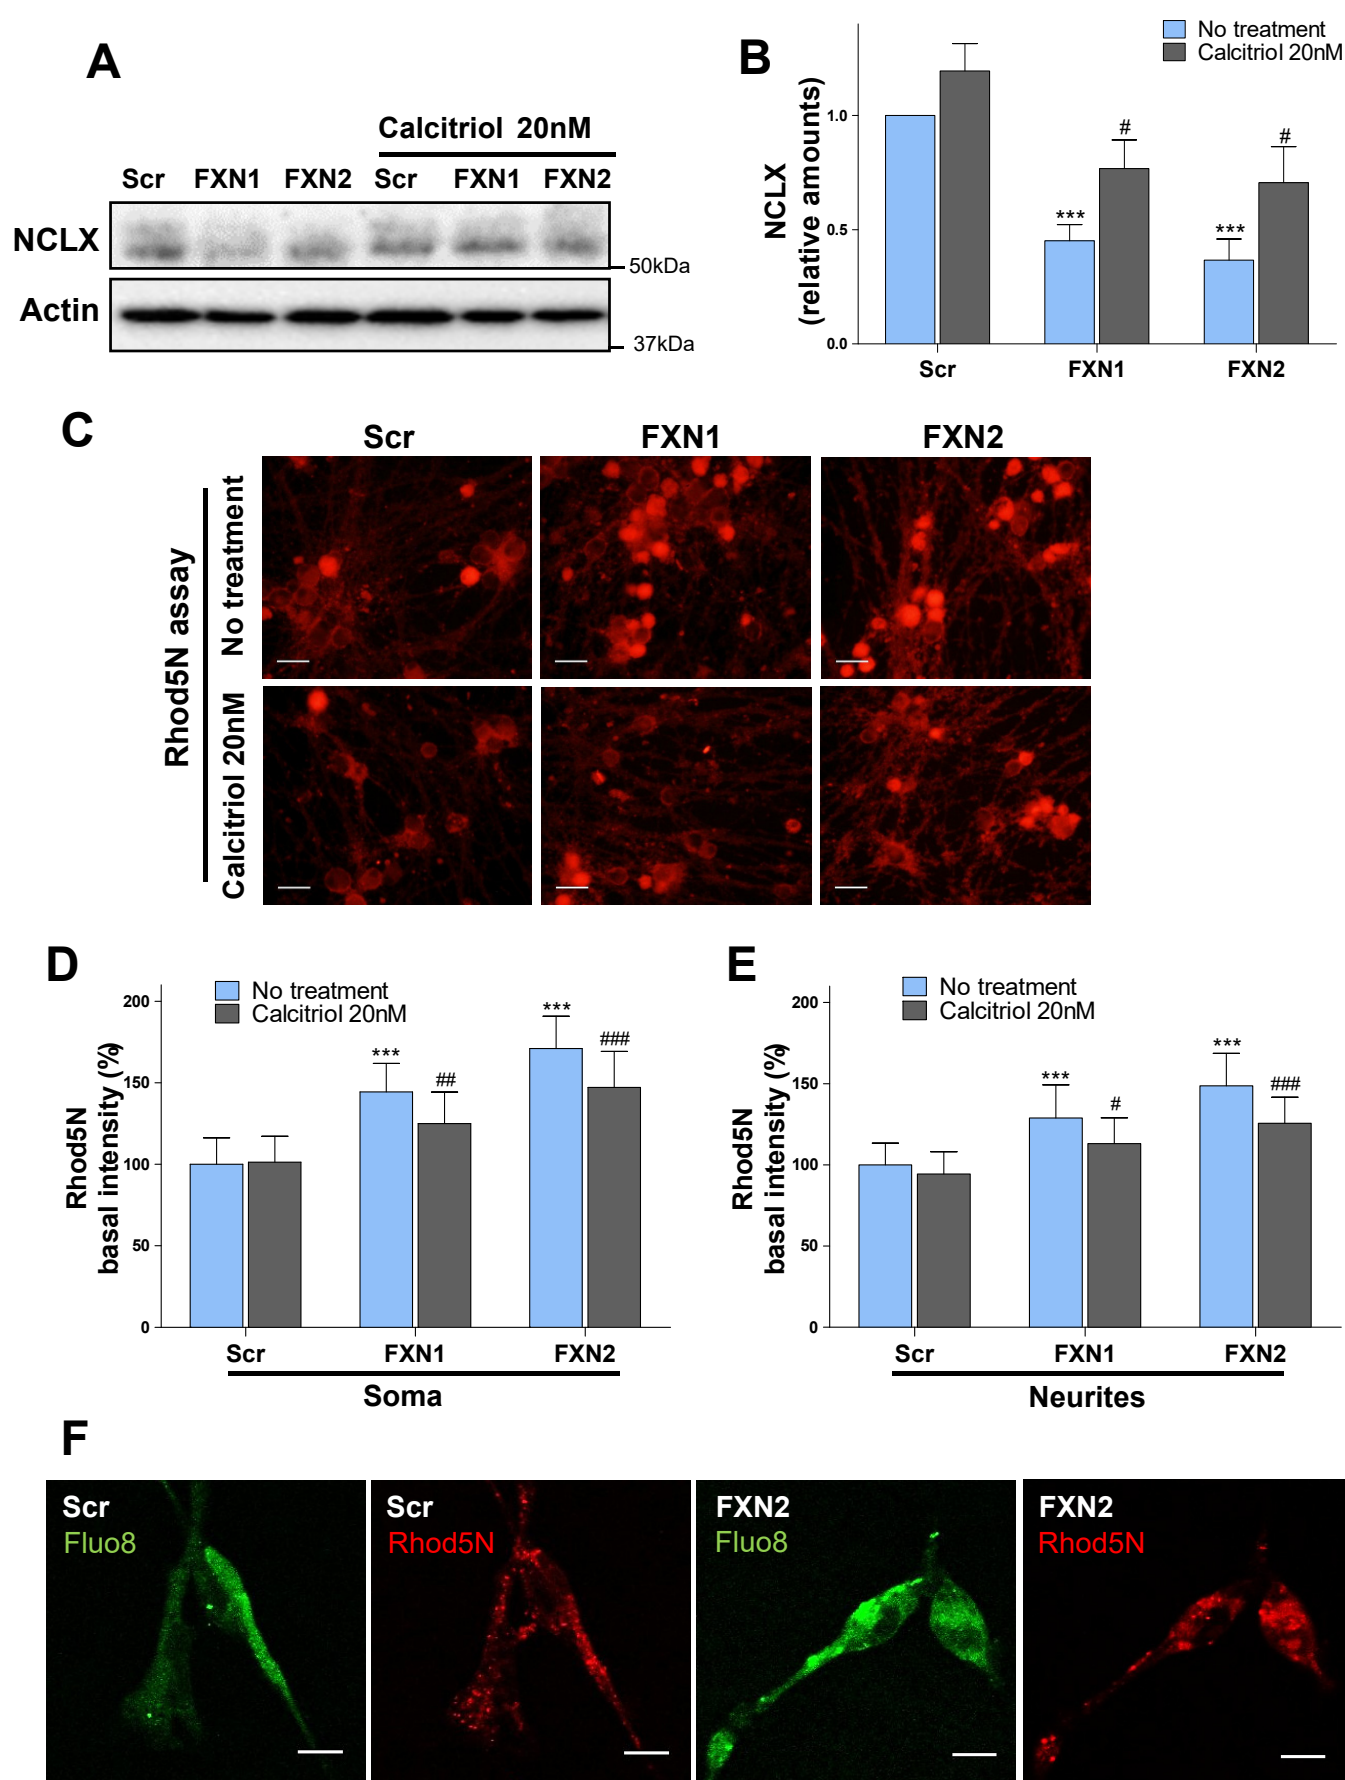 A
Calcitriol 20nM
Scr FXN1 FXN2 Scr FXN1 FXN2
NCLX
50kDa
Actin
37kDa
B
No treatment
Calcitriol 20nM
NCLX
(relative amounts)
1.0
0.5
0.0
#
#
***
***
Scr FXN1 FXN2
C
Scr FXN1 FXN2
Rhod5N assay
No treatment
Calcitriol 20nM
D
No treatment
Calcitriol 20nM
Rhod5N
basal intensity (%)
200
150
100
50
0
***
##
***
###
Scr FXN1 FXN2
Soma
E
No treatment
Calcitriol 20nM
Rhod5N
basal intensity (%)
200
150
100
50
0
***
#
***
###
Scr FXN1 FXN2
Neurites
F
Scr
Fluo8
Scr
Rhod5N
FXN2
Fluo8
FXN2
Rhod5N